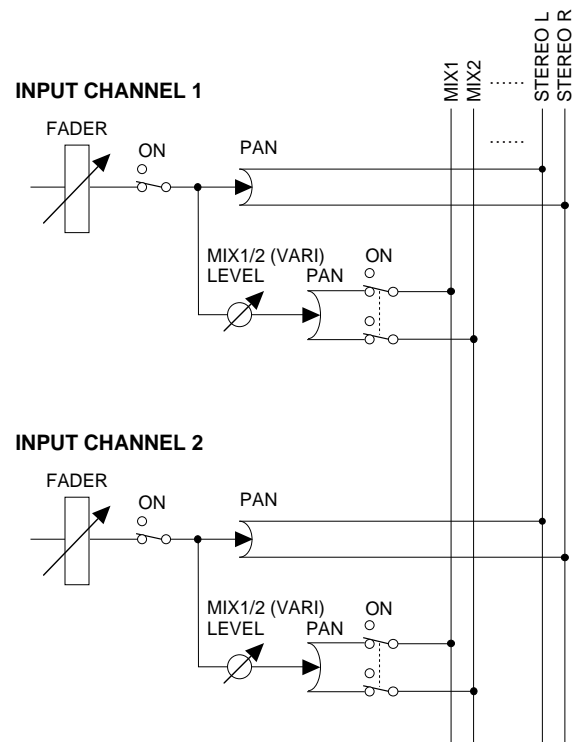 MIX1
MIX2
……
STEREO L
STEREO R
……
INPUT CHANNEL 1
FADER
ON
PAN
MIX1/2 (VARI)
LEVEL
PAN
ON
INPUT CHANNEL 2
FADER
ON
PAN
MIX1/2 (VARI)
LEVEL
PAN
ON